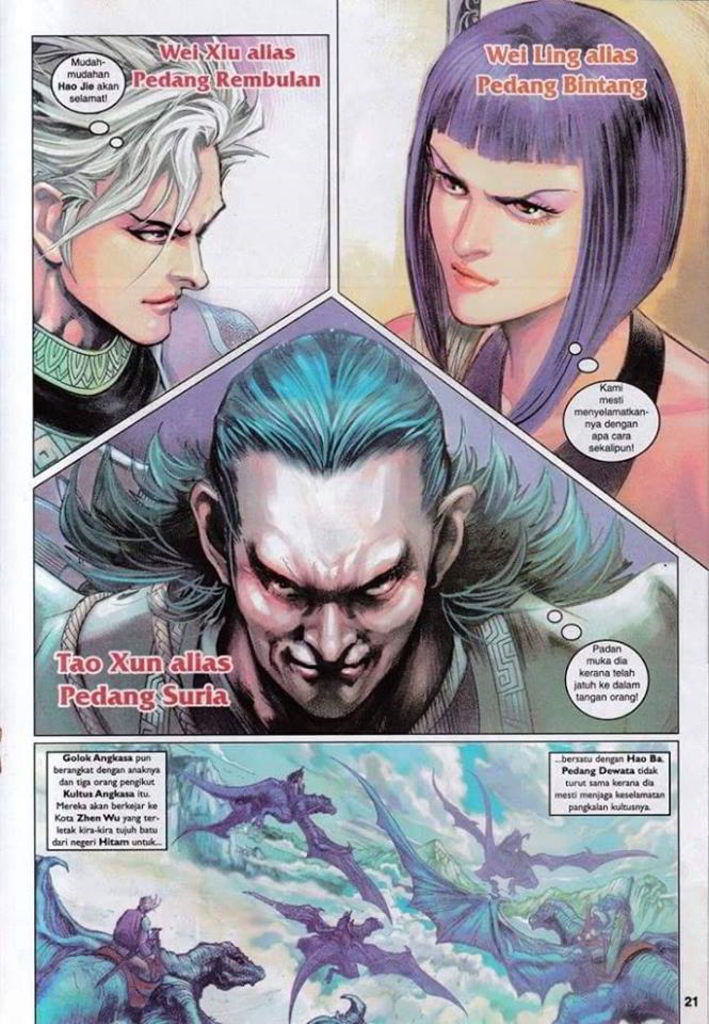 Mudah-
mudahan
Hao Jie akan
selamat!
Wei Xiu alias
Pedang Rembulan
Wei Ling alias
Pedang Bintang
Kami
mesti
menyelamatkan-
nya dengan
apa cara
sekalipun!
Tao Xun alias
Pedang Suria
Padan
muka dia
kerana telah
jatuh ke dalam
tangan orang!
Golok Angkasa pun
berangkat dengan anaknya
dan tiga orang pengikut
Kultus Angkasa itu.
Mereka akan berkejar ke
Kota Zhen Wu yang ter-
letak kira-kira tujuh batu
dari negeri Hitam untuk...
...bersatu dengan Hao Ba.
Pedang Dewata tidak
turut sama kerana dia
mesti menjaga keselamatan
pangkalan kultusnya.
21